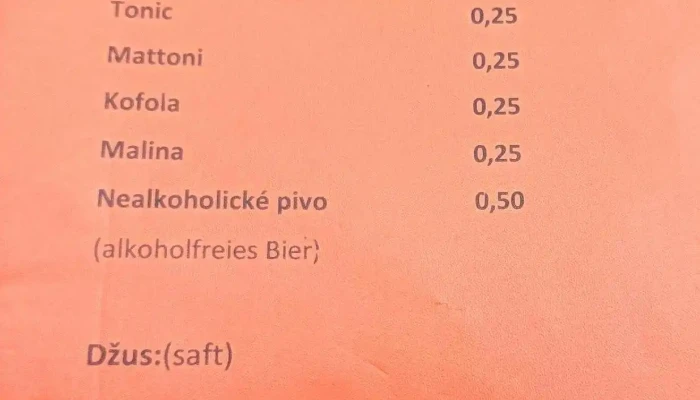 Tonic 0,25
Mattoni 0,25
Kofola 0,25
Malina 0,25
Nealkoholické pivo 0,50
(alkoholfreies Bier)
Džus:(saft)